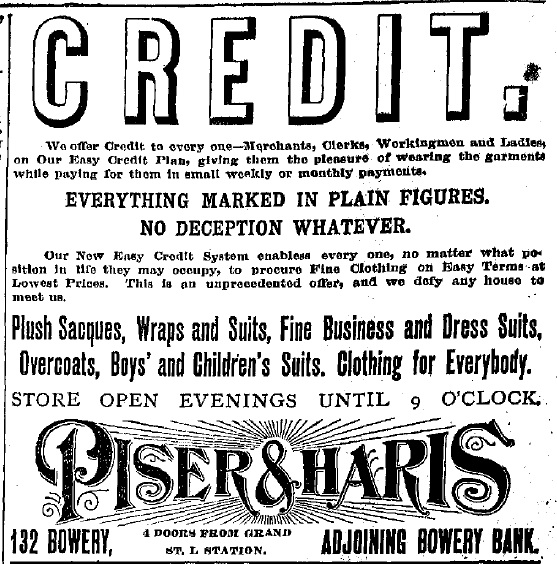 CREDIT.
We offer Credit to every one—Merchants, Clerks, Workingmen and Ladies,
on Our Easy Credit Plan, giving them the pleasure of wearing the garments
while paying for them in small weekly or monthly payments.
EVERYTHING MARKED IN PLAIN FIGURES.
NO DECEPTION WHATEVER.
Our New Easy Credit System enables every one, no matter what po-
sition in life they may occupy, to procure Fine Clothing on Easy Terms at
Lowest Prices. This is an unprecedented offer, and we defy any house to
meet us.
Plush Sacques, Wraps and Suits, Fine Business and Dress Suits,
Overcoats, Boys' and Children's Suits. Clothing for Everybody.
STORE OPEN EVENINGS UNTIL 9 O'CLOCK.
PISER & HARIS
132 BOWERY, 4 DOORS FROM GRAND
ST. L STATION. ADJOINING BOWERY BANK.